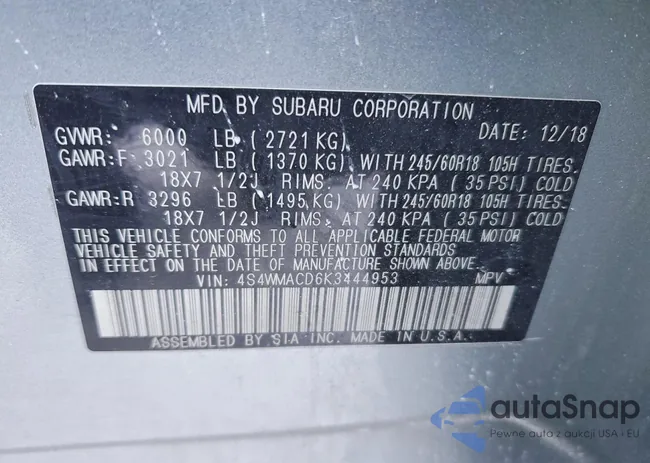 MFD. BY SUBARU CORPORATION
GVWR: 6000 LB ( 2721 KG) DATE: 12/18
GAWR:F 3021 LB ( 1370 KG) WITH 245/60R18 105H TIRES,
18X7 1/2J RIMS, AT 240 KPA ( 35 PSI) COLD
GAWR:R 3296 LB ( 1495 KG) WITH 245/60R18 105H TIRES,
18X7 1/2J RIMS, AT 240 KPA ( 35 PSI) COLD
THIS VEHICLE CONFORMS TO ALL APPLICABLE FEDERAL MOTOR
VEHICLE SAFETY AND THEFT PREVENTION STANDARDS
IN EFFECT ON THE DATE OF MANUFACTURE SHOWN ABOVE.
VIN: 4S4WMACD6K3444953 MPV
ASSEMBLED BY SIA INC. MADE IN U.S.A.
autaSnap
Pewne auta z aukcji USA i EU